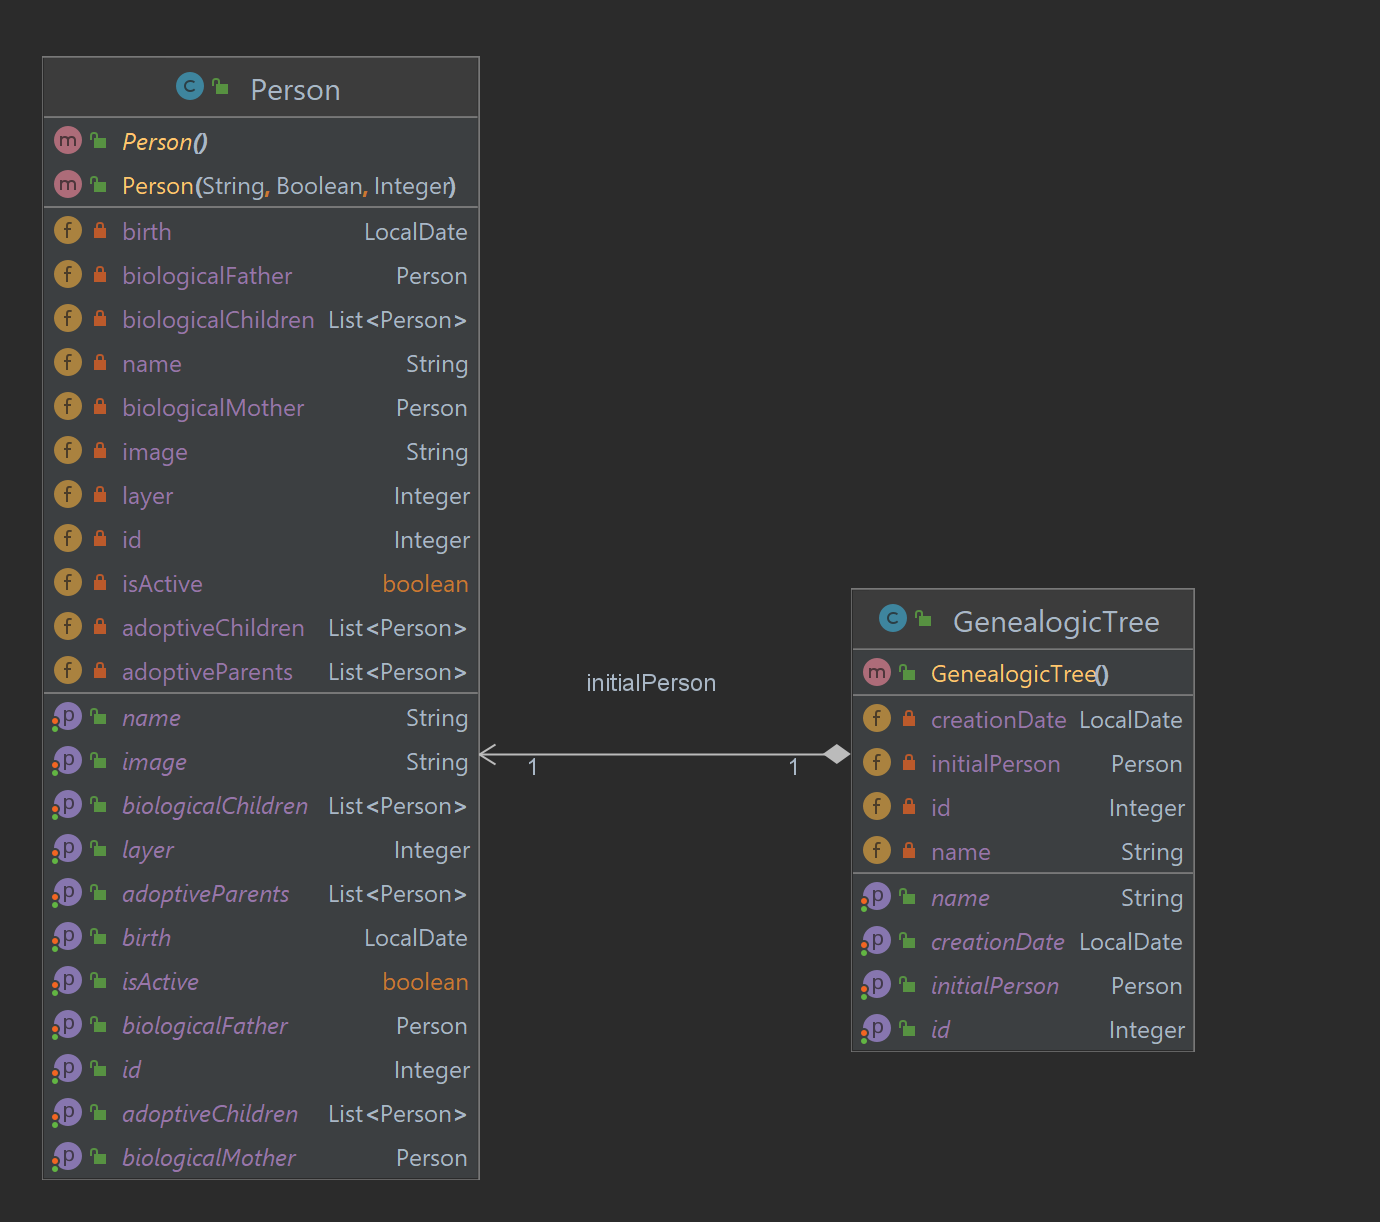 Person
Person()
Person(String, Boolean, Integer)
birth LocalDate
biologicalFather Person
biologicalChildren List<Person>
name String
biologicalMother Person
image String
layer Integer
id Integer
isActive boolean
adoptiveChildren List<Person>
adoptiveParents List<Person>
name String
image String
biologicalChildren List<Person>
layer Integer
adoptiveParents List<Person>
birth LocalDate
isActive boolean
biologicalFather Person
id Integer
adoptiveChildren List<Person>
biologicalMother Person
initialPerson
1
1
GenealogicTree
GenealogicTree()
creationDate LocalDate
initialPerson Person
id Integer
name String
name String
creationDate LocalDate
initialPerson Person
id Integer